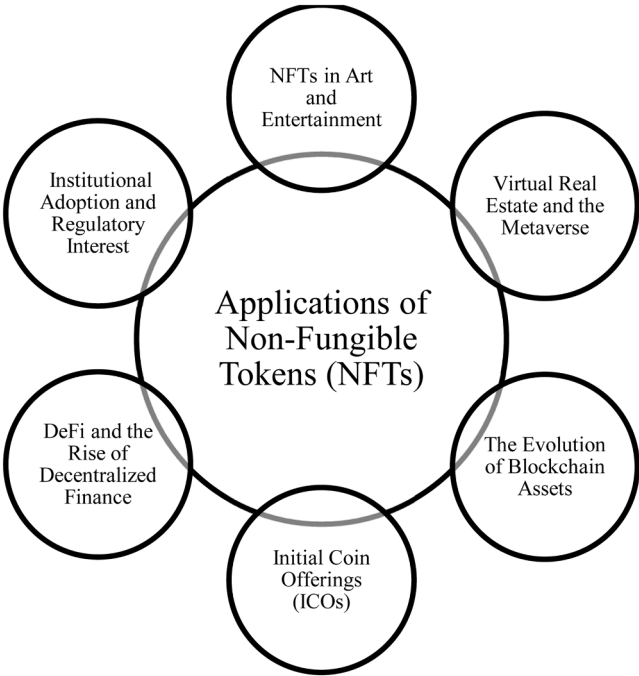 NFTs in Art
and
Entertainment
Virtual Real
Estate and the
Metaverse
The Evolution
of Blockchain
Assets
Initial Coin
Offerings
(ICOs)
DeFi and the
Rise of
Decentralized
Finance
Institutional
Adoption and
Regulatory
Interest
Applications of
Non-Fungible
Tokens (NFTs)